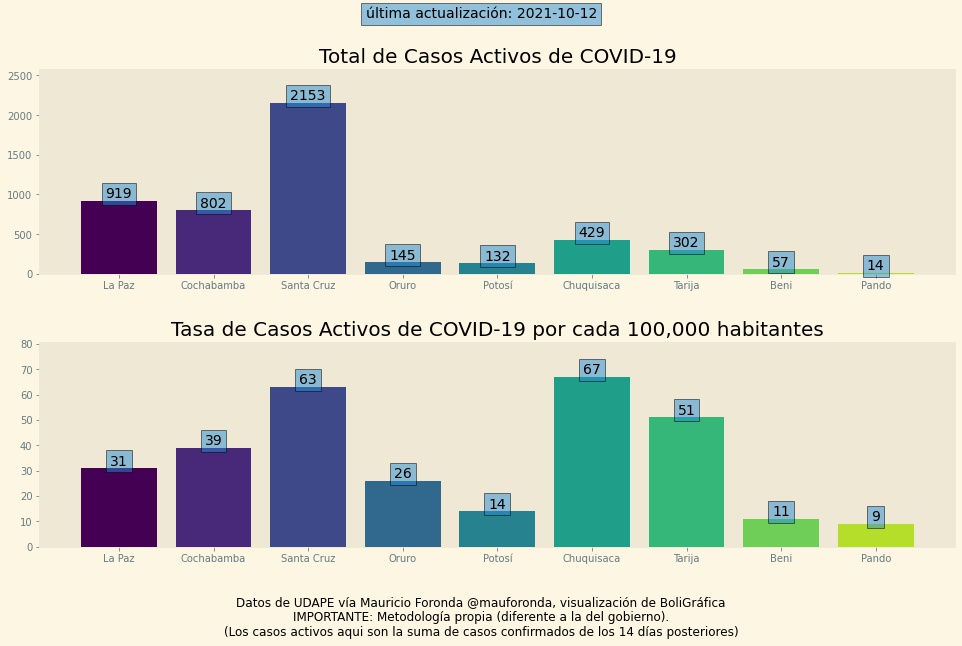 última actualización: 2021-10-12
Total de Casos Activos de COVID-19
2500
2000
1500
1000
500
0
919
802
2153
145
132
429
302
57
14
La Paz
Cochabamba
Santa Cruz
Oruro
Potosí
Chuquisaca
Tarija
Beni
Pando
Tasa de Casos Activos de COVID-19 por cada 100,000 habitantes
80
70
60
50
40
30
20
10
0
31
39
63
26
14
67
51
11
9
La Paz
Cochabamba
Santa Cruz
Oruro
Potosí
Chuquisaca
Tarija
Beni
Pando
Datos de UDAPE vía Mauricio Foronda @mauforonda, visualización de BoliGráfica
IMPORTANTE: Metodología propia (diferente a la del gobierno).
(Los casos activos aqui son la suma de casos confirmados de los 14 días posteriores)